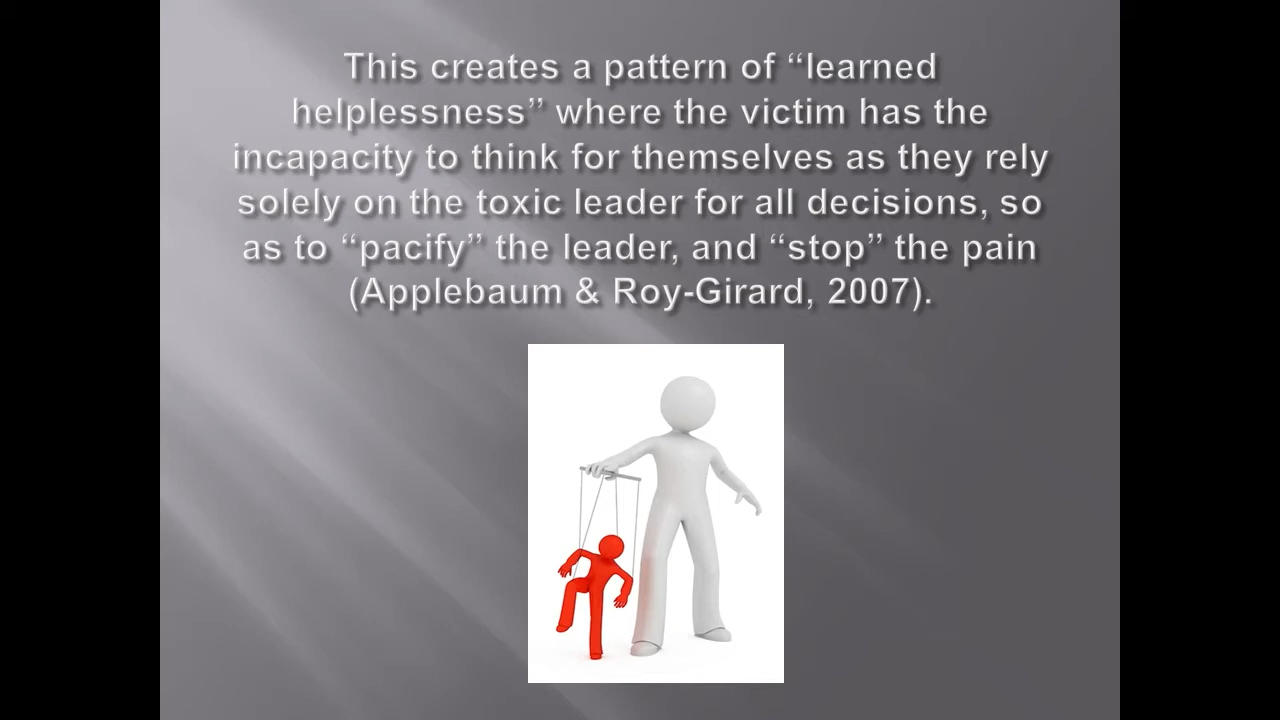 This creates a pattern of “learned
helplessness” where the victim has the
incapacity to think for themselves as they rely
solely on the toxic leader for all decisions, so
as to “pacify” the leader, and “stop” the pain
(Applebaum & Roy-Girard, 2007).